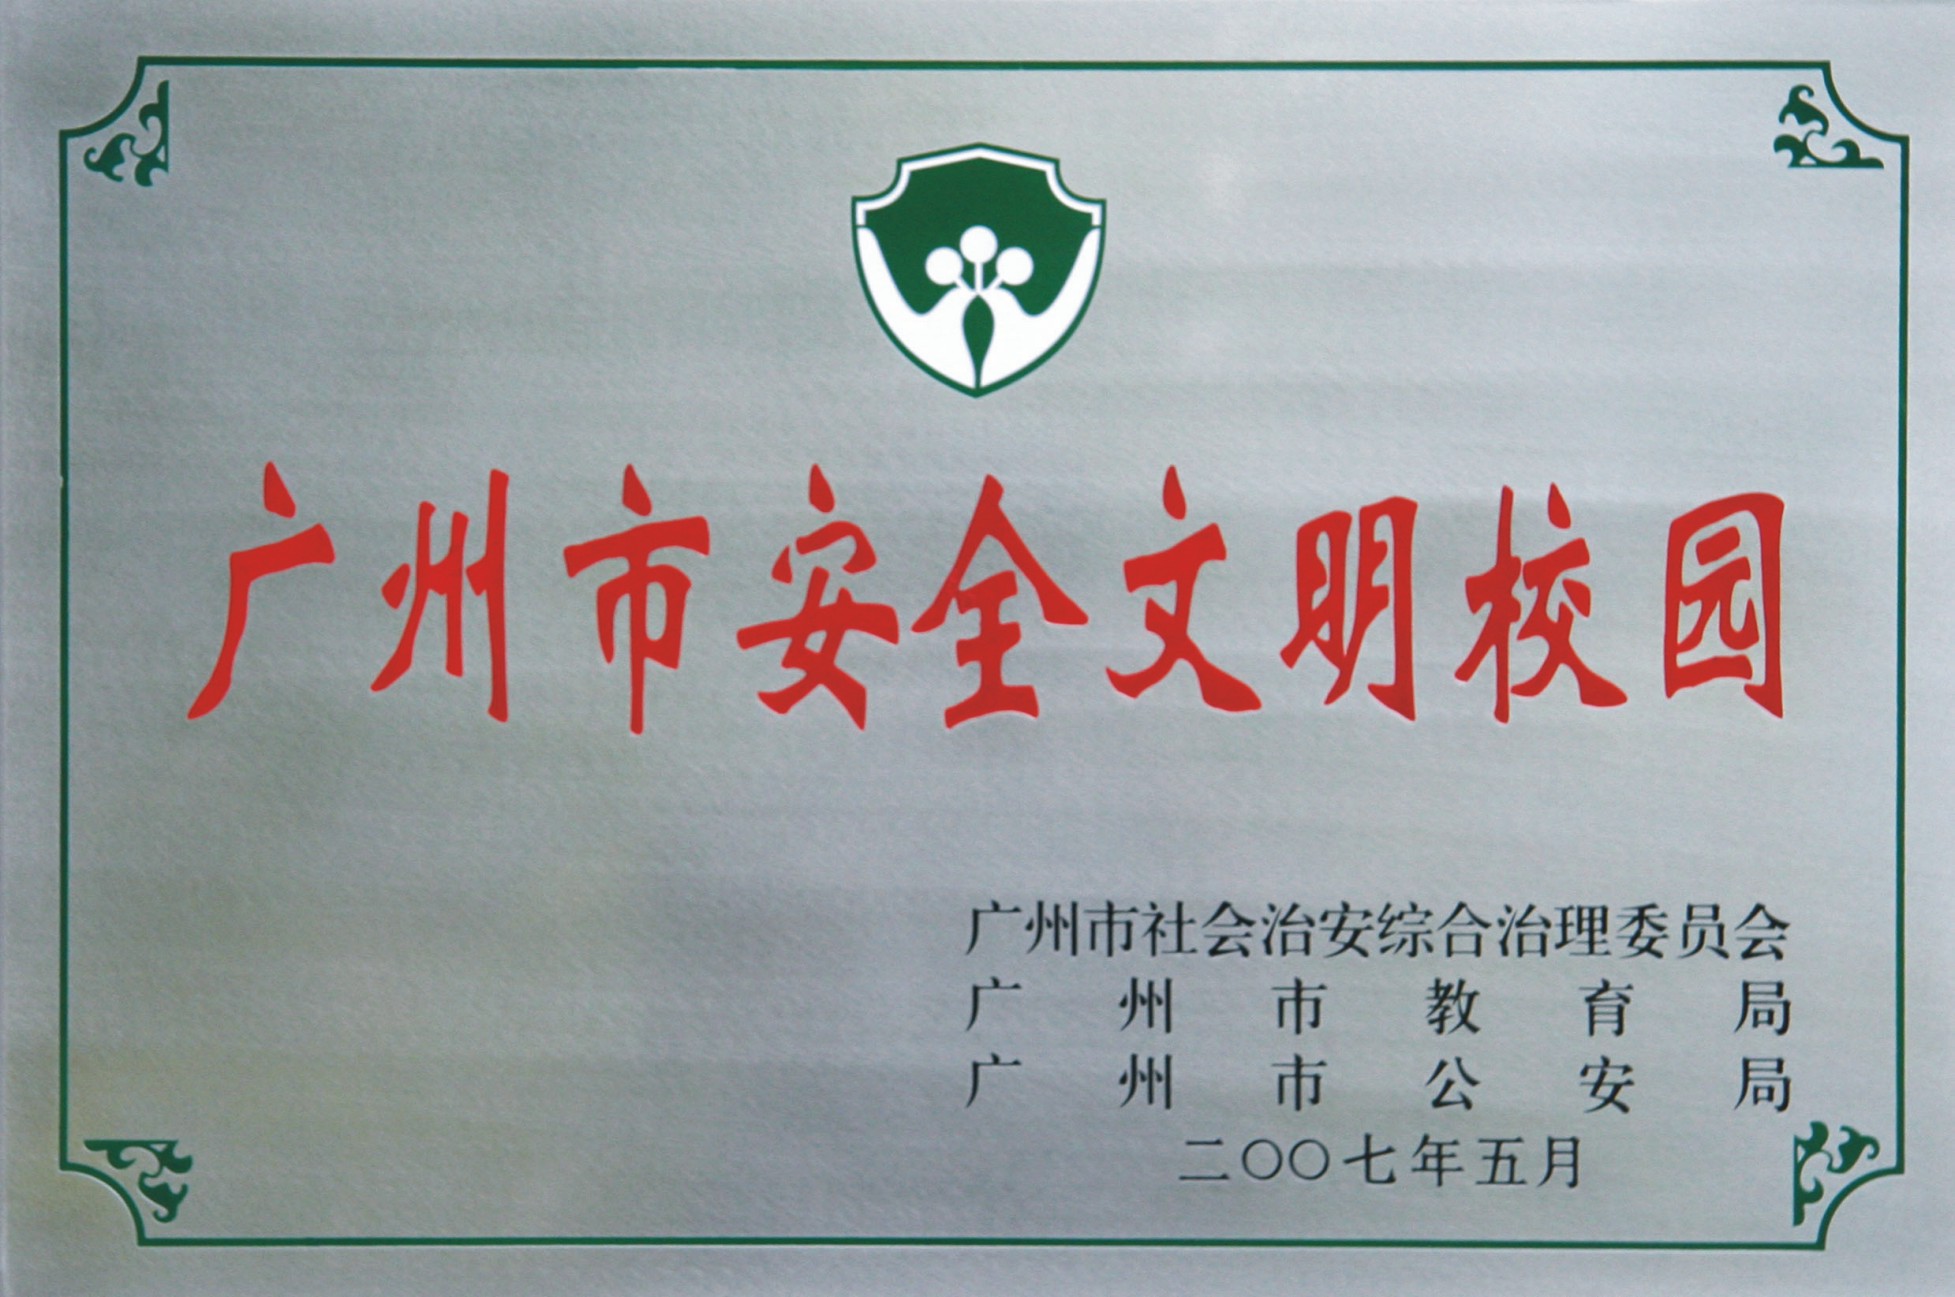 广州市安全文明校园
广州市社会治安综合治理委员会
广州市教育局
广州市公安局
二〇〇七年五月